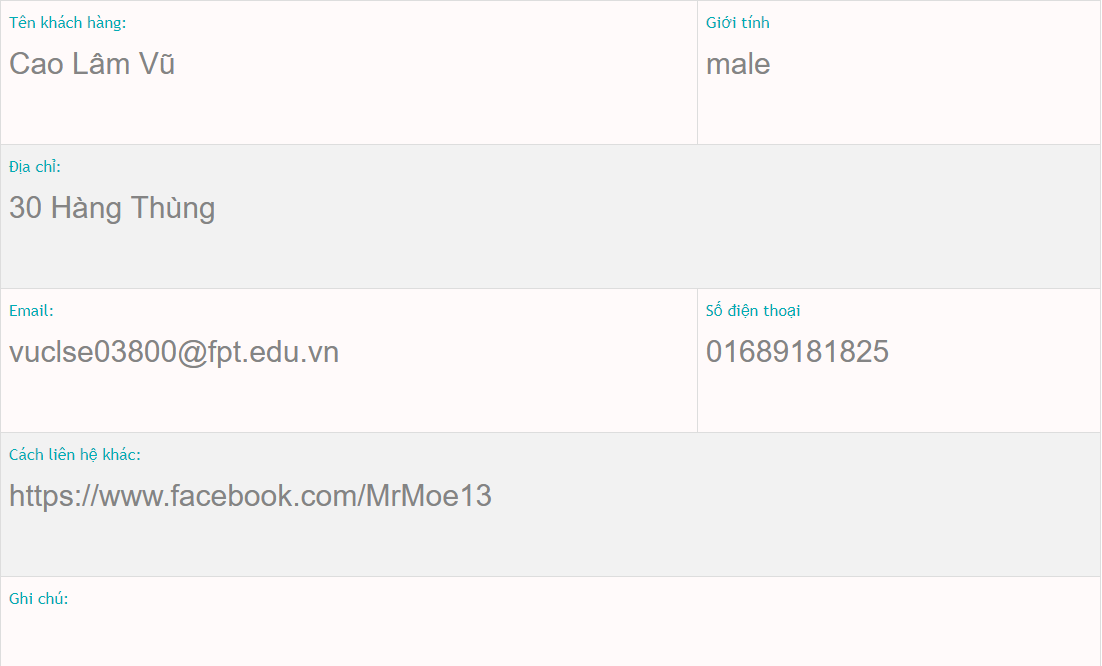 Tên khách hàng:
Cao Lâm Vũ
Giới tính
male
Địa chỉ:
30 Hàng Thùng
Email:
vuclse03800@fpt.edu.vn
Số điện thoại
01689181825
Cách liên hệ khác:
https://www.facebook.com/MrMoe13
Ghi chú: